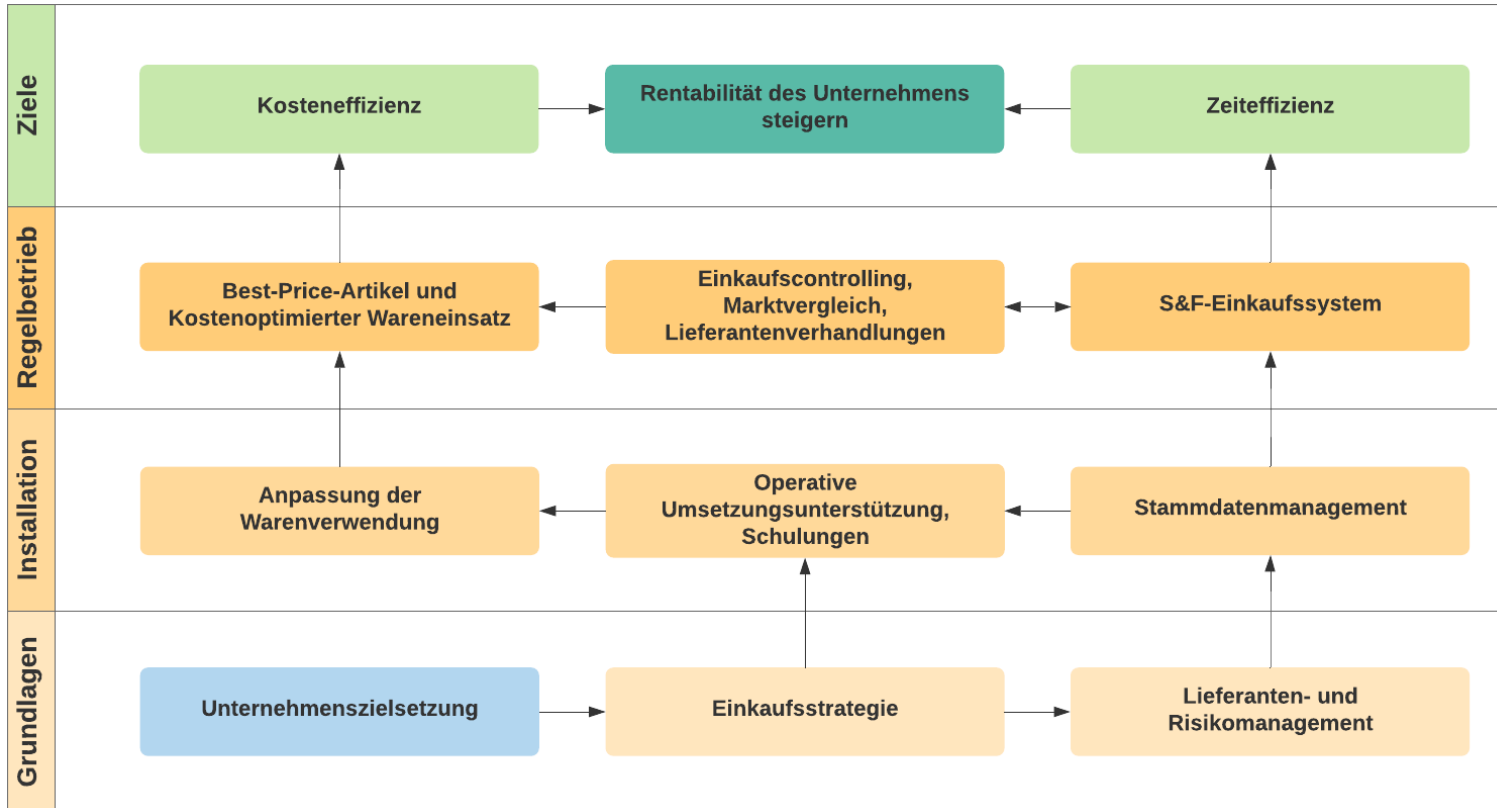 Ziele
Kosteneffizienz
Rentabilität des Unternehmens
steigern
Zeiteffizienz
Regelbetrieb
Best-Price-Artikel und
Kostenoptimierter Wareneinsatz
Einkaufscontrolling,
Marktvergleich,
Lieferantenverhandlungen
S&F-Einkaufssystem
Installation
Anpassung der
Warenverwendung
Operative
Umsetzungsunterstützung,
Schulungen
Stammdatenmanagement
Grundlagen
Unternehmenszielsetzung
Einkaufsstrategie
Lieferanten- und
Risikomanagement